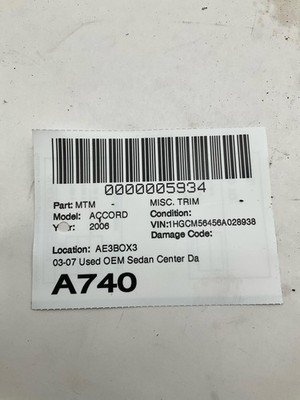 0000005934
Part: MTM - MISC. TRIM -
Model: ACCORD Condition:
Year: 2006 VIN:1HGCM56456A028938
Damage Code:
Location: AE3BOX3
03-07 Used OEM Sedan Center Da
A740